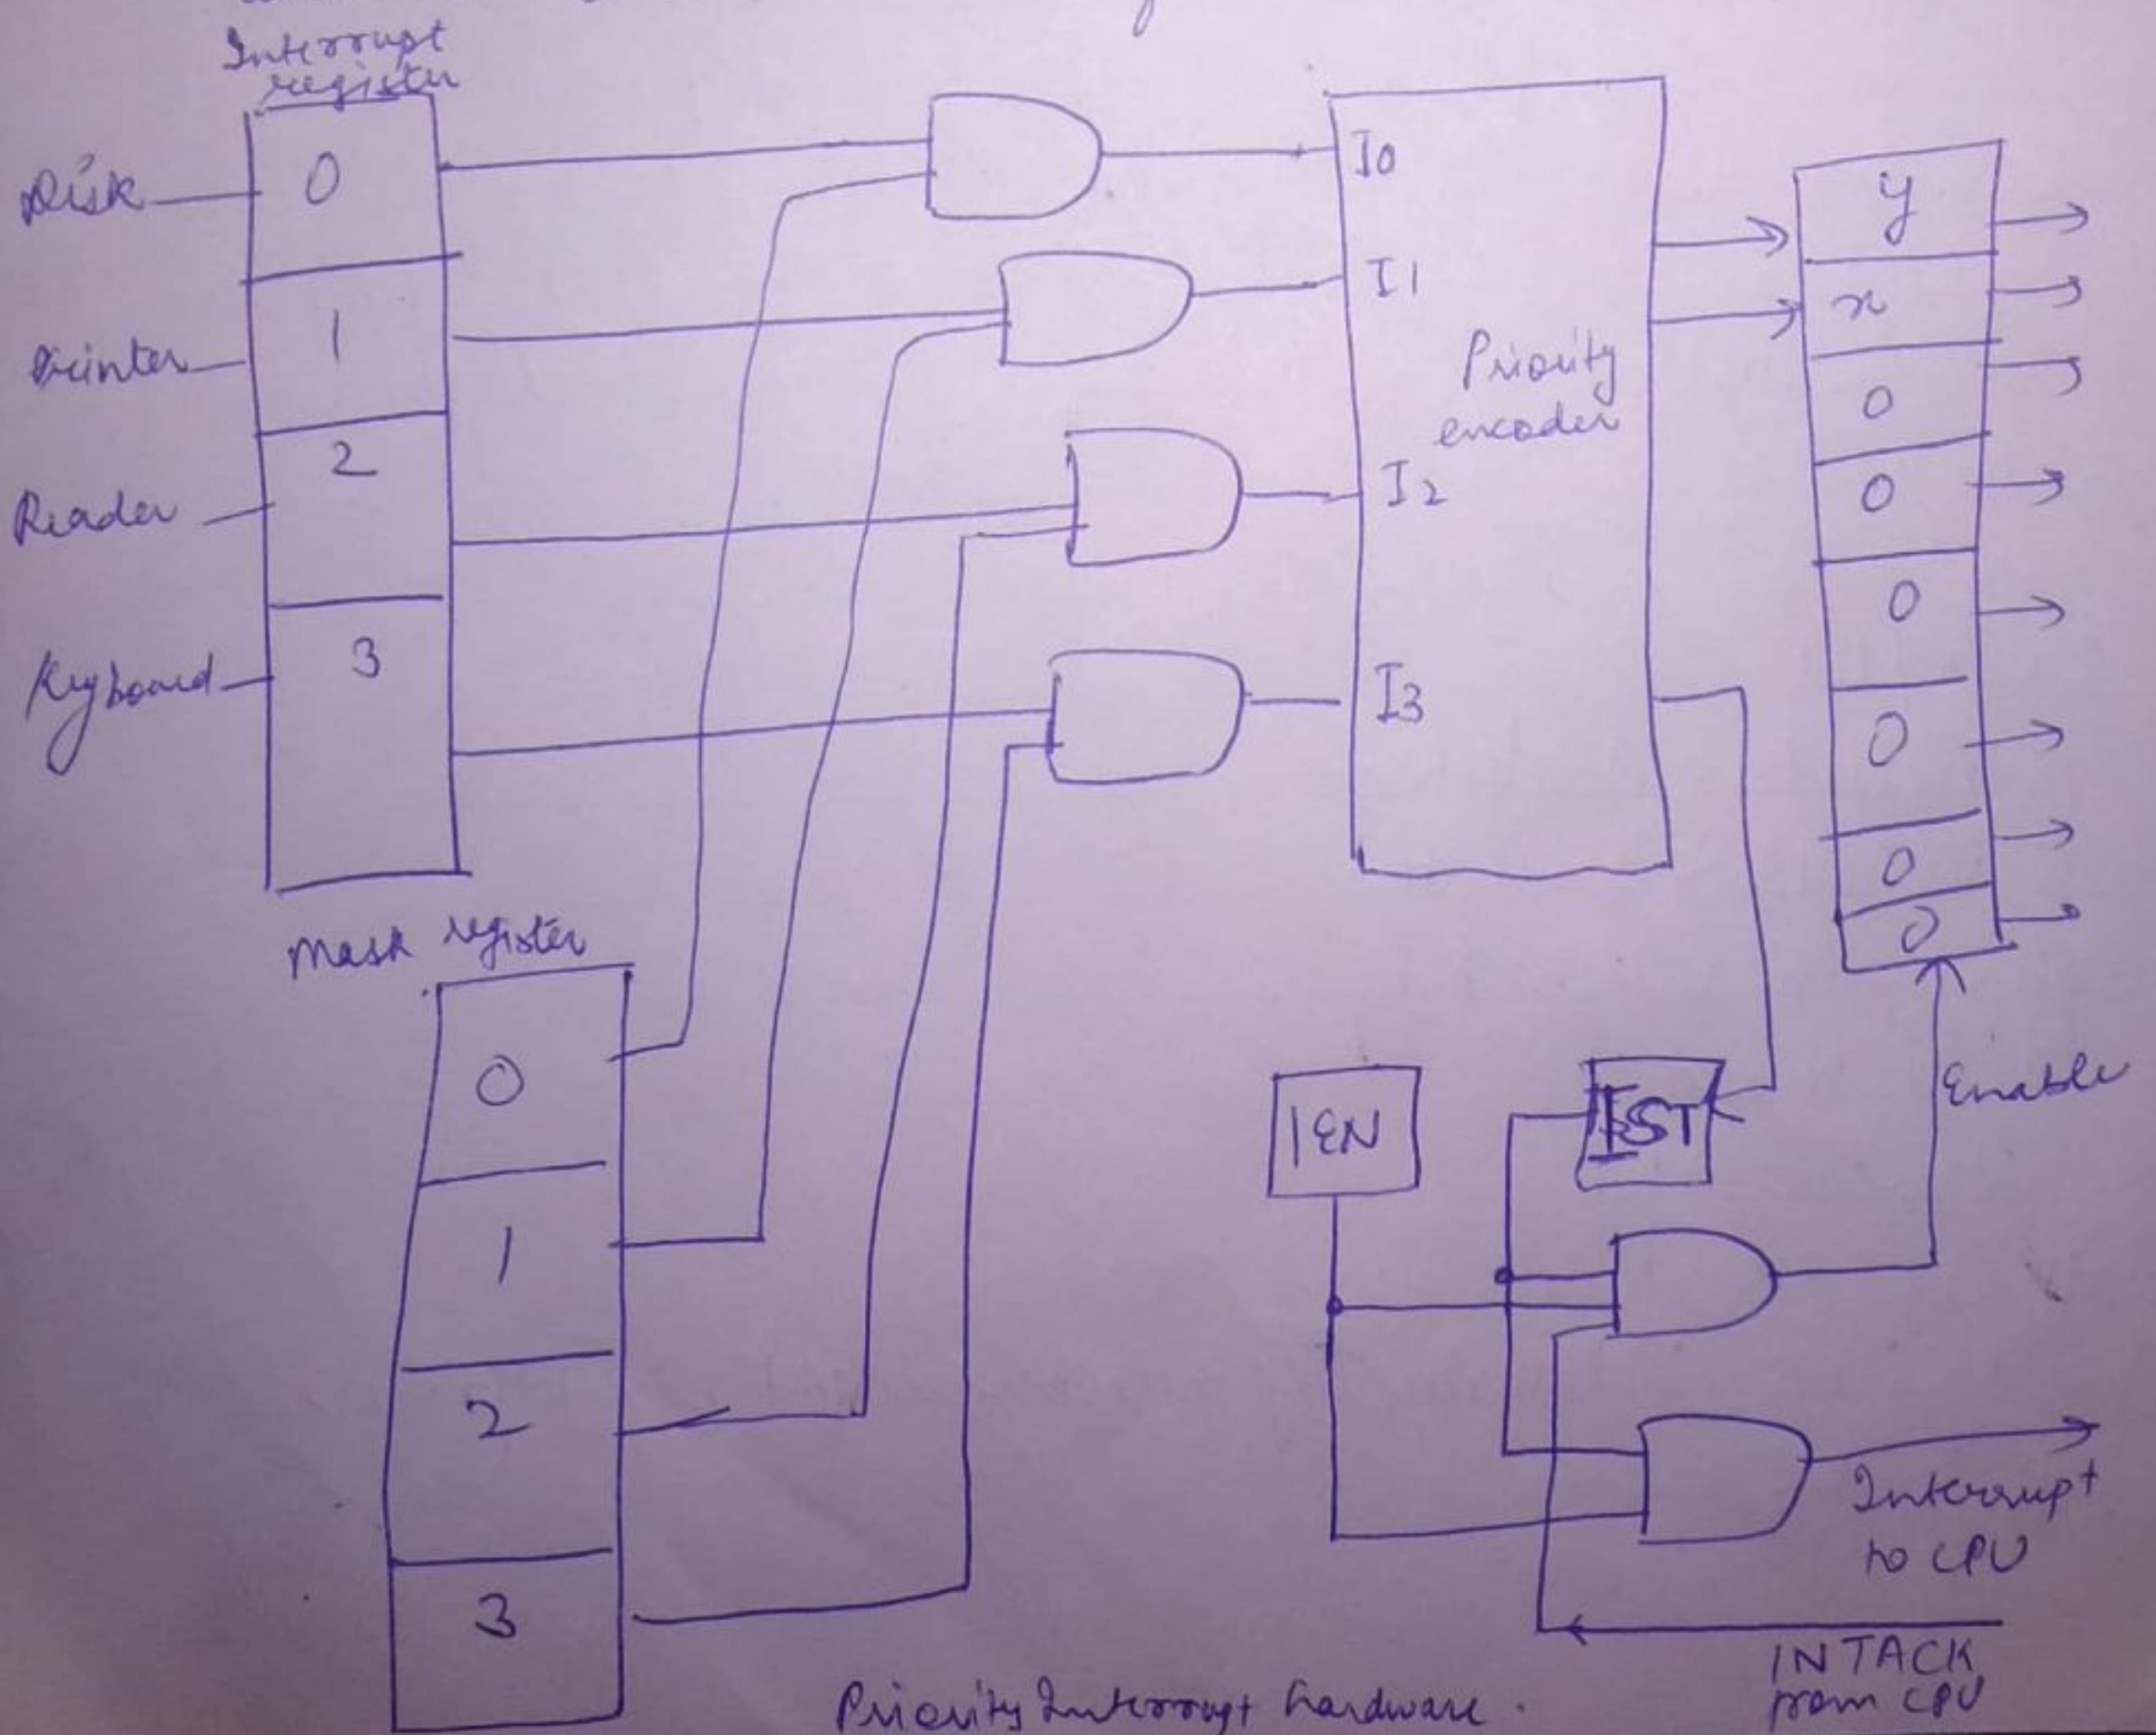 Interrupt
register
Disk
0
Printer
1
Reader
2
Keyboard
3
Mask register
0
1
2
3
I0
I1
I2
I3
Priority
encoder
y
x
0
0
0
0
0
0
IEN
IST
Enable
Interrupt
to CPU
INTACK
from CPU
Priority Interrupt hardware.